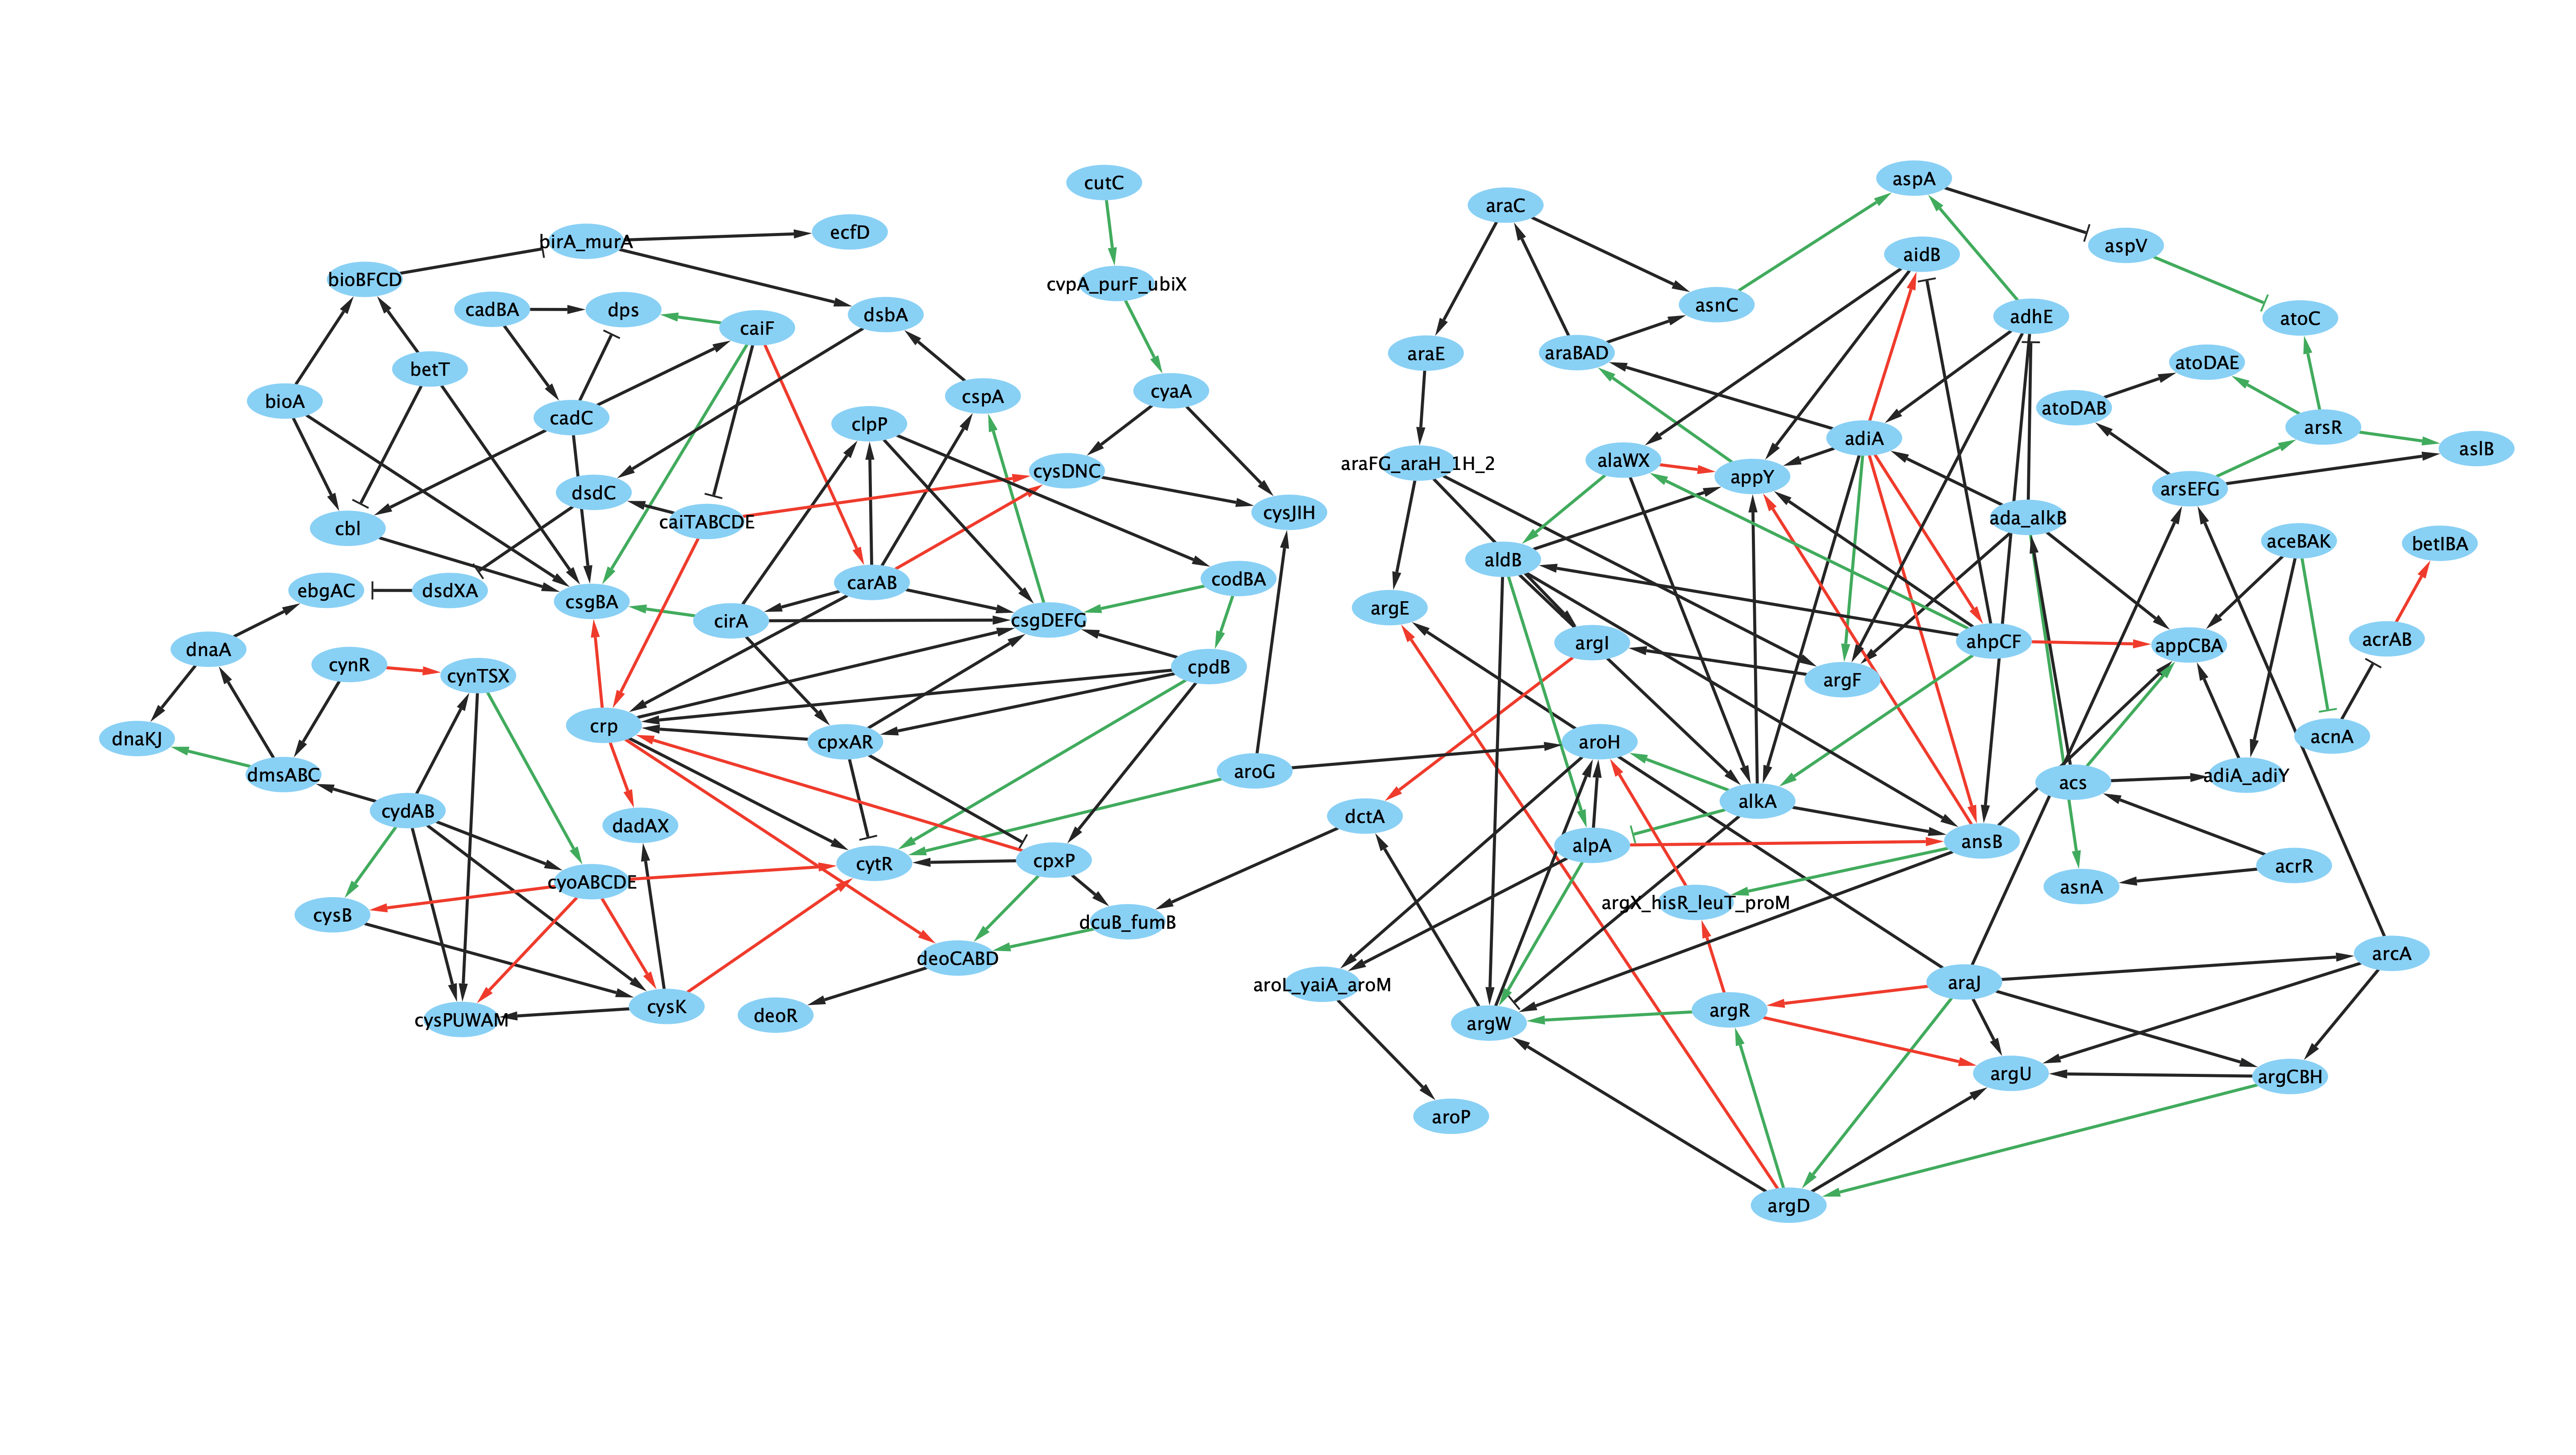 cutC
aspA
araC
ecfD
birA_murA
aspV
aidB
bioBFCD
cvpA_purF_ubiX
cadBA
dps
dsbA
caiF
asnC
adhE
atoC
araE
araBAD
atoDAE
betT
cyaA
cspA
bioA
atoDAB
cadC
clpP
adiA
arsR
aslB
araFG_araH_1H_2
alaWX
cysDNC
appY
arsEFG
dsdC
cysJIH
caiTABCDE
cbl
ada_alkB
aceBAK
betIBA
aldB
ebgAC
dsdXA
csgBA
carAB
codBA
argE
cirA
csgDEFG
argI
ahpCF
acrAB
appCBA
dnaA
cynR
cynTSX
cpdB
argF
dnaKJ
crp
cpxAR
aroH
acnA
dmsABC
aroG
adiA_adiY
acs
cydAB
alkA
dadAX
dctA
alpA
ansB
cytR
cpxP
acrR
cyoABCDE
asnA
cysB
argX_hisR_leuT_proM
dcuB_fumB
deoCABD
arcA
aroL_yaiA_aroM
araJ
cysK
argR
deoR
cysPUWAM
argW
argU
argCBH
aroP
argD